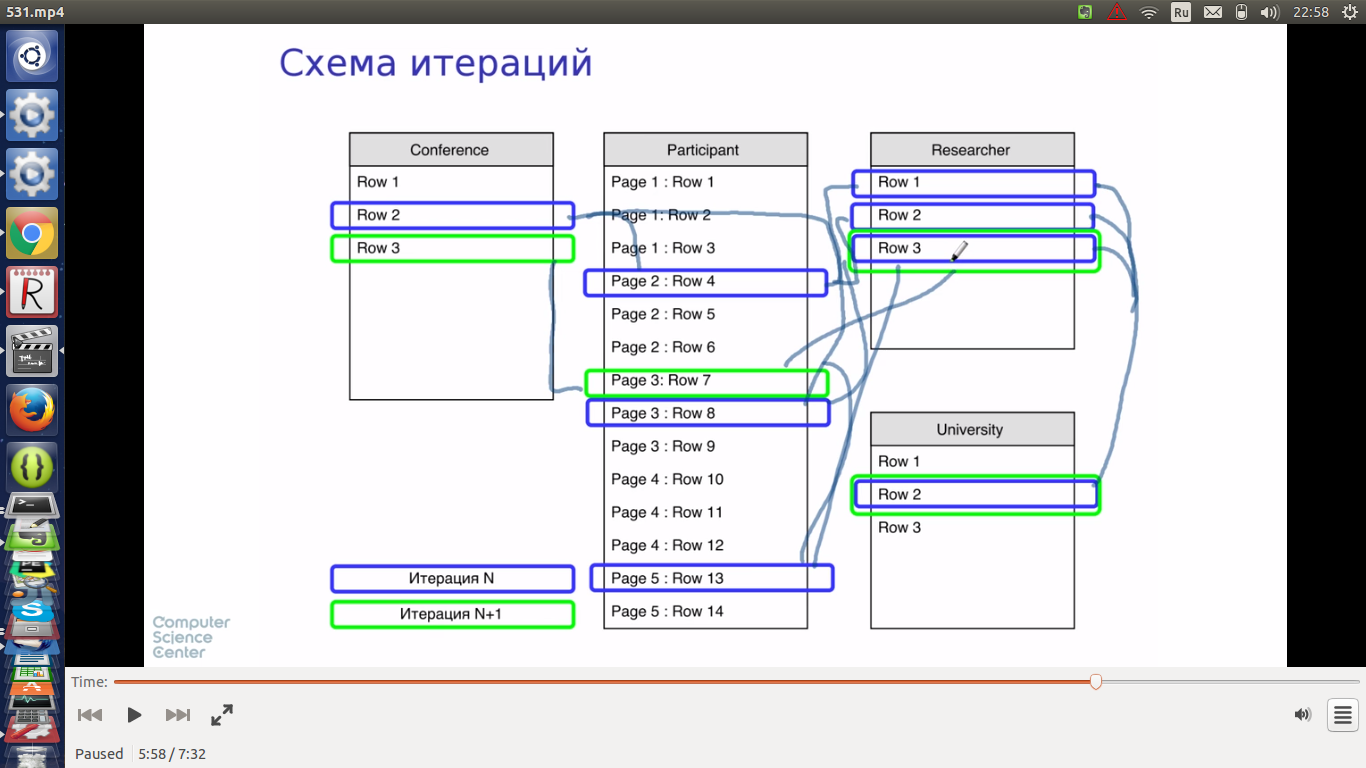 531.mp4
Ru
22:58
Схема итераций
Conference
Row 1
Row 2
Row 3
Participant
Page 1 : Row 1
Page 1: Row 2
Page 1 : Row 3
Page 2 : Row 4
Page 2 : Row 5
Page 2 : Row 6
Page 3: Row 7
Page 3 : Row 8
Page 3 : Row 9
Page 4 : Row 10
Page 4 : Row 11
Page 4 : Row 12
Page 5 : Row 13
Page 5 : Row 14
Researcher
Row 1
Row 2
Row 3
University
Row 1
Row 2
Row 3
Итерация N
Итерация N+1
Computer
Science
Center
Time:
Paused
5:58 / 7:32